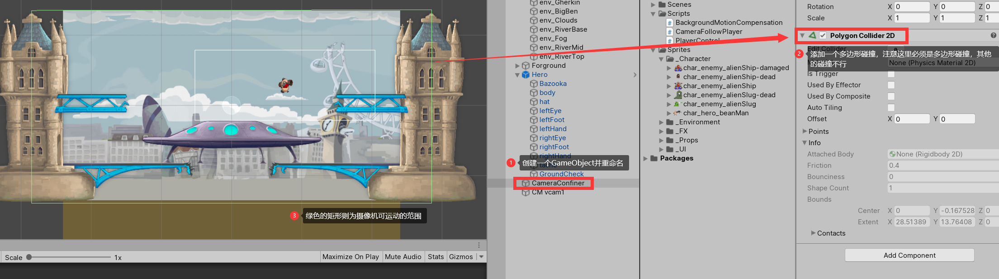 Scale
1x
Maximize On Play
Mute Audio
Stats
Gizmos
3
绿色的矩形则为摄像机可运动的范围
env_Gherkin
env_BigBen
env_Clouds
env_RiverBase
env_Fog
env_RiverMid
env_RiverTop
Forground
Hero
Bazooka
body
hat
leftEye
leftFoot
leftHand
rightEye
rightFoot
rightHand
1
创建一个GameObject并重命名
GroundCheck
CameraConfiner
CM vcam1
Scenes
Scripts
BackgroundMotionCompensation
CameraFollowPlayer
PlayerControl
Sprites
_Character
char_enemy_alienShip-damaged
char_enemy_alienShip-dead
char_enemy_alienShip
char_enemy_alienSlug-dead
char_enemy_alienSlug
char_hero_beanMan
_Environment
_FX
_Props
_UI
Packages
Rotation X 0 Y 0 Z 0
Scale X 1 Y 1 Z 1
Polygon Collider 2D
Edit Collider
2
添加一个多边形碰撞，注意这里必须是多边形碰撞，其他
的碰撞不行
None (Physics Material 2D)
Is Trigger
Used By Effector
Used By Composite
Auto Tiling
Offset X 0 Y 0
Points
Info
Attached Body None (Rigidbody 2D)
Friction 0.4
Bounciness 0
Shape Count 1
Bounds
Center X 0 Y -0.167528 Z 0
Extent X 28.51389 Y 13.76408 Z 0
Contacts
Add Component